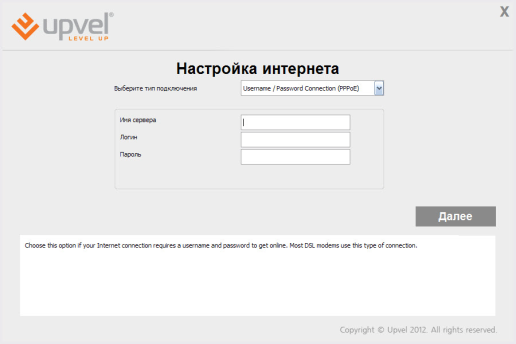 X
upvel®
LEVEL UP
Настройка интернета
Выберите тип подключения
Username / Password Connection (PPPoE)
Имя сервера
Логин
Пароль
Далее
Choose this option if your Internet connection requires a username and password to get online. Most DSL modems use this type of connection.
Copyright © Upvel 2012. All rights reserved.